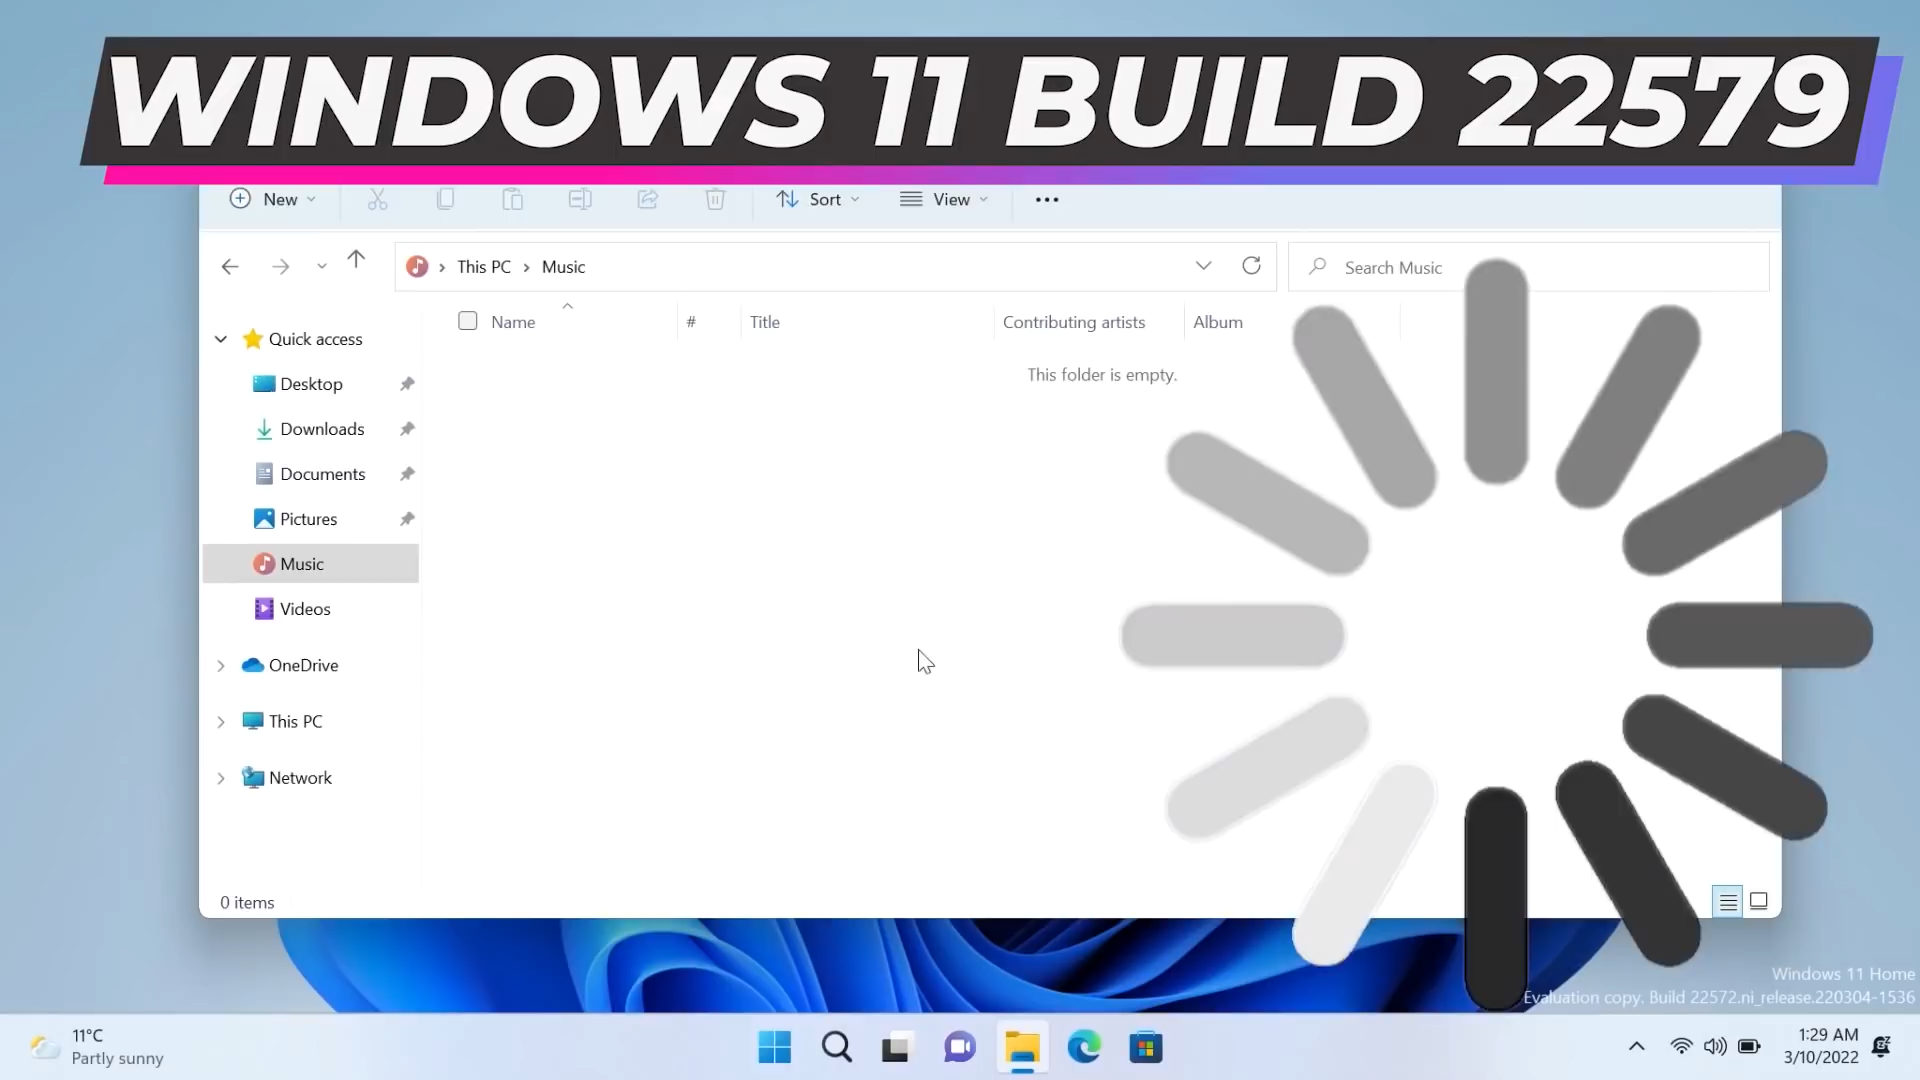 WINDOWS 11 BUILD 22579
New
Sort
View
This PC > Music
Search Music
Name
#
Title
Contributing artists
Album
This folder is empty.
Quick access
Desktop
Downloads
Documents
Pictures
Music
Videos
OneDrive
This PC
Network
0 items
Windows 11 Home
Evaluation copy. Build 22572.ni_release.220304-1536
11°C
Partly sunny
1:29 AM
3/10/2022